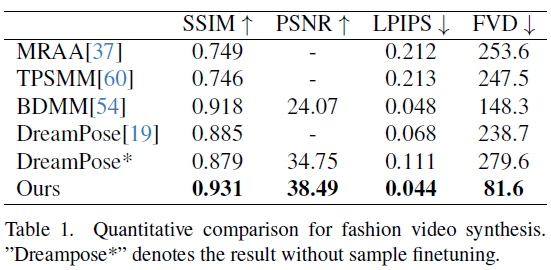 SSIM ↑ PSNR ↑ LPIPS ↓ FVD ↓
MRAA[37] 0.749 - 0.212 253.6
TPSMM[60] 0.746 - 0.213 247.5
BDMM[54] 0.918 24.07 0.048 148.3
DreamPose[19] 0.885 - 0.068 238.7
DreamPose* 0.879 34.75 0.111 279.6
Ours 0.931 38.49 0.044 81.6
Table 1. Quantitative comparison for fashion video synthesis.
”Dreampose*” denotes the result without sample finetuning.